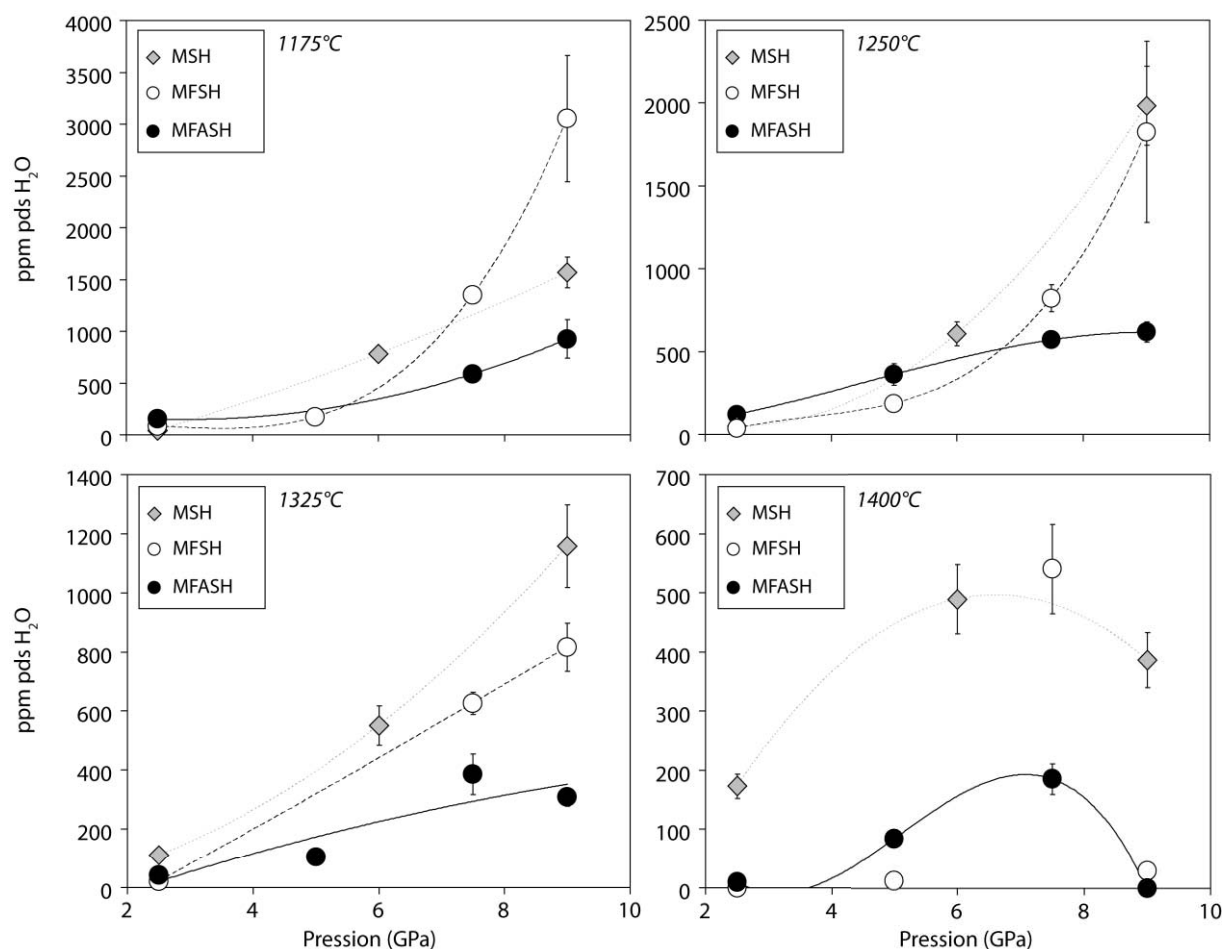 1175°C
MSH
MFSH
MFASH
4000
3500
3000
2500
2000
1500
1000
500
0
ppm pds H₂O
1250°C
MSH
MFSH
MFASH
2500
2000
1500
1000
500
0
1325°C
MSH
MFSH
MFASH
1400
1200
1000
800
600
400
200
0
ppm pds H₂O
2 4 6 8 10
Pression (GPa)
1400°C
MSH
MFSH
MFASH
700
600
500
400
300
200
100
0
2 4 6 8 10
Pression (GPa)